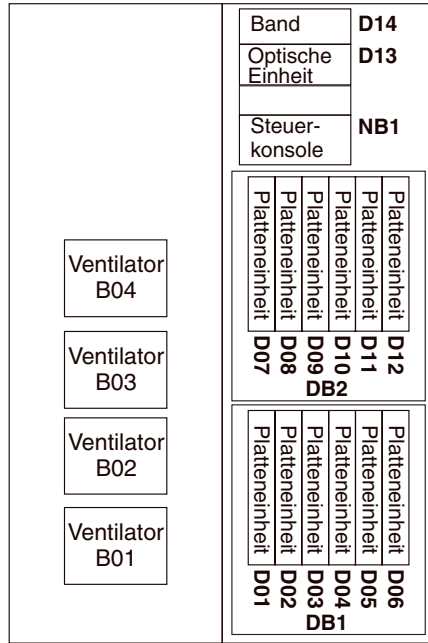 Band D14
Optische D13
Einheit
Steuer- NB1
konsole
Platteneinheit Platteneinheit Platteneinheit Platteneinheit Platteneinheit Platteneinheit
D07 D08 D09 D10 D11 D12
DB2
Platteneinheit Platteneinheit Platteneinheit Platteneinheit Platteneinheit Platteneinheit
D01 D02 D03 D04 D05 D06
DB1
Ventilator
B04
Ventilator
B03
Ventilator
B02
Ventilator
B01